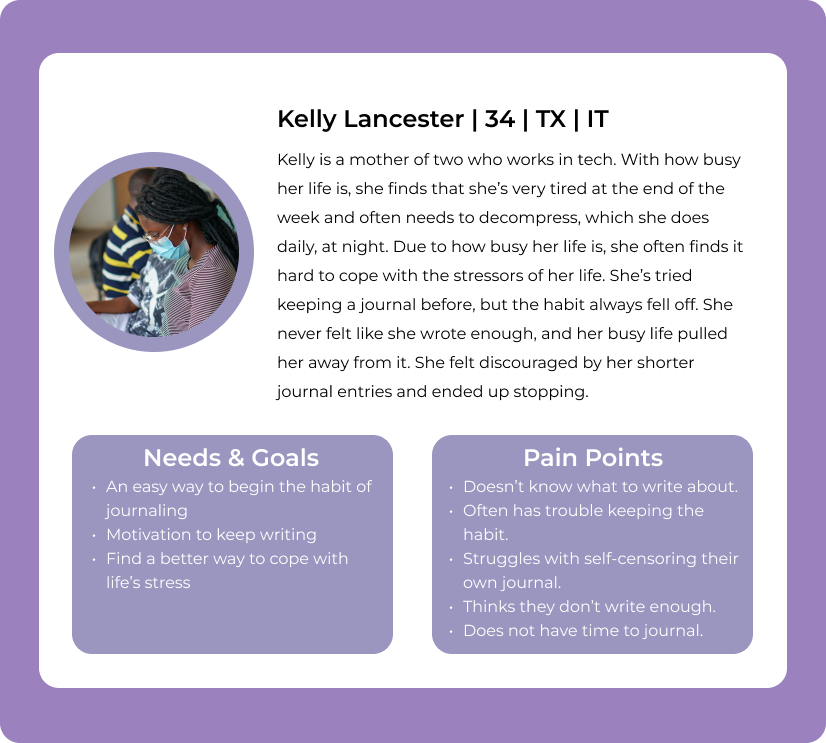 Kelly Lancester | 34 | TX | IT
Kelly is a mother of two who works in tech. With how busy
her life is, she finds that she’s very tired at the end of the
week and often needs to decompress, which she does
daily, at night. Due to how busy her life is, she often finds it
hard to cope with the stressors of her life. She’s tried
keeping a journal before, but the habit always fell off. She
never felt like she wrote enough, and her busy life pulled
her away from it. She felt discouraged by her shorter
journal entries and ended up stopping.
Needs & Goals
• An easy way to begin the habit of
journaling
• Motivation to keep writing
• Find a better way to cope with
life’s stress
Pain Points
• Doesn’t know what to write about.
• Often has trouble keeping the
habit.
• Struggles with self-censoring their
own journal.
• Thinks they don’t write enough.
• Does not have time to journal.